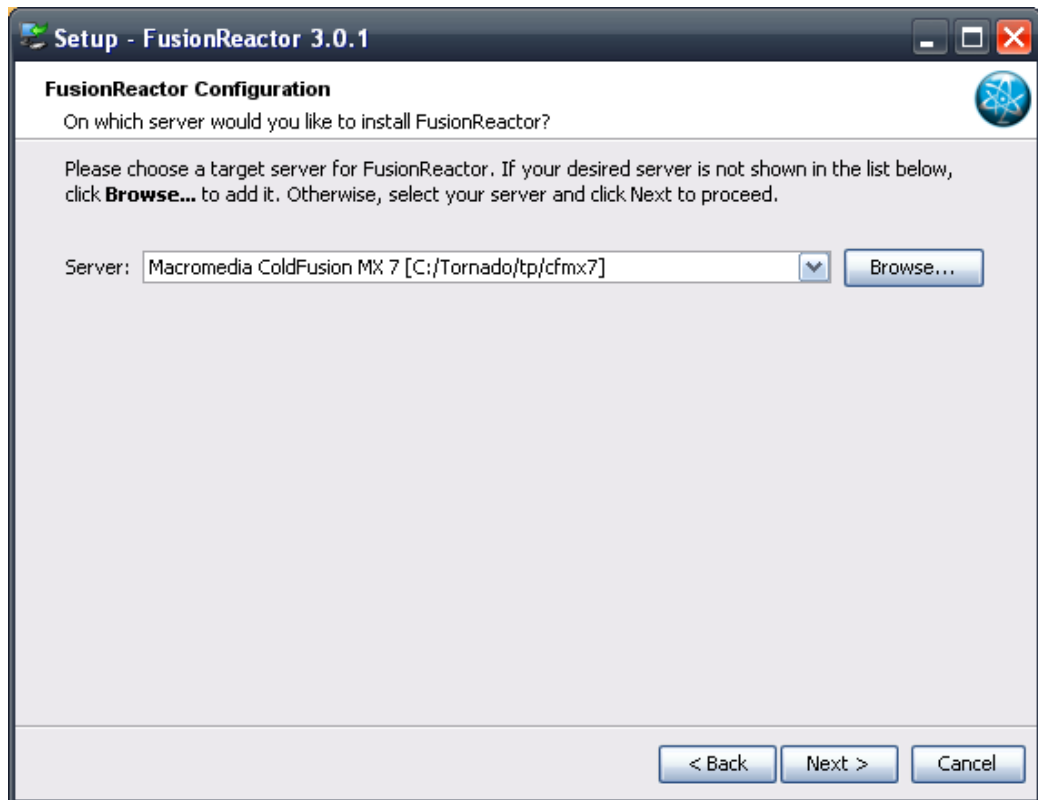 Setup - FusionReactor 3.0.1
FusionReactor Configuration
On which server would you like to install FusionReactor?
Please choose a target server for FusionReactor. If your desired server is not shown in the list below,
click Browse... to add it. Otherwise, select your server and click Next to proceed.
Server: Macromedia ColdFusion MX 7 [C:/Tornado/tp/cfmx7] Browse...
< Back Next > Cancel